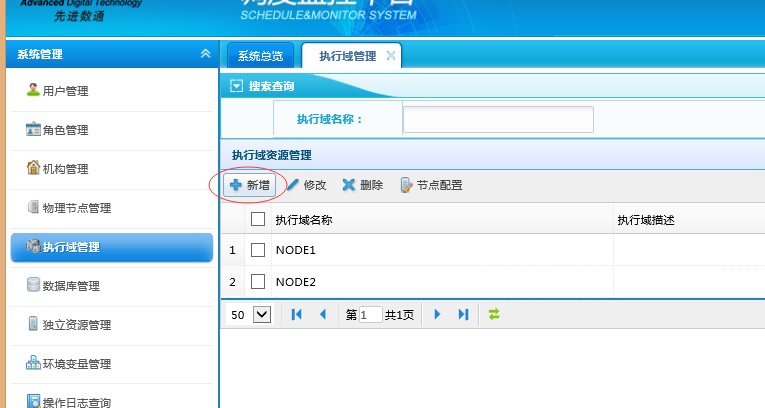 Advanced Digital Technology
先进数通
调度监控平台
SCHEDULE&MONITOR SYSTEM
系统管理
用户管理
角色管理
机构管理
物理节点管理
执行域管理
数据库管理
独立资源管理
环境变量管理
操作日志查询
系统总览 执行域管理
搜索查询
执行域名称：
执行域资源管理
新增 修改 删除 节点配置
执行域名称 执行域描述
1 NODE1
2 NODE2
50 第 1 共1页